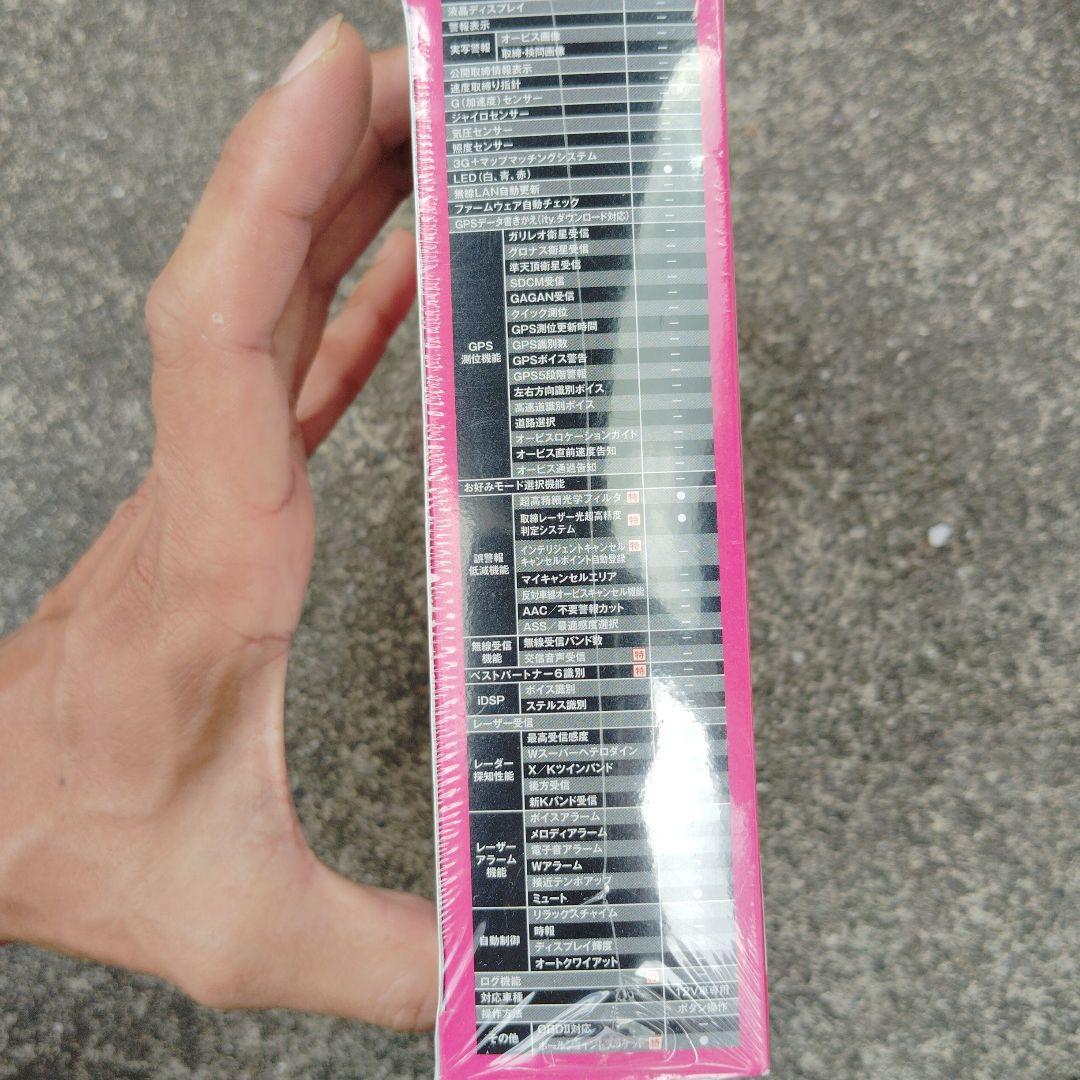 液晶ディスプレイ －
警報表示 －
実写警報
オービス画像 －
取締・検問画像 －
公開取締情報表示
速度取締り指針
G(加速度)センサー
ジャイロセンサー
気圧センサー
照度センサー
3G＋マップマッチングシステム
LED(白、青、赤) ●
無線LAN自動更新 －
ファームウェア自動チェック －
GPSデータ書きかえ(ity.ダウンロード対応) －
GPS
測位機能
ガリレオ衛星受信 －
グロナス衛星受信 －
準天頂衛星受信 －
SDCM受信 －
GAGAN受信 －
クイック測位 －
GPS測位更新時間 －
GPS識別数 －
GPSボイス警告 －
GPS5段階警報 －
左右方向識別ボイス －
高速道識別ボイス －
道路選択 －
オービスロケーションガイド －
オービス直前速度告知 －
オービス通過告知 －
お好みモード選択機能 －
誤警報
低減機能
超高精細光学フィルタ 特 ●
取締レーザー光超高精度
判定システム 特 ●
インテリジェントキャンセル 特
キャンセルポイント自動登録 －
マイキャンセルエリア －
反対車線オービスキャンセル機能 －
AAC／不要警報カット －
ASS／最適感度選択 －
無線受信
機能
無線受信バンド数 －
交信音声受信 特 －
ベストパートナー6識別 特 －
iDSP
ボイス識別 －
ステルス識別 －
レーザー受信
レーダー
探知性能
最高受信感度
Wスーパーヘテロダイン
X／Kツインバンド
後方受信
新Kバンド受信
レーザー
アラーム
機能
ボイスアラーム
メロディアラーム
電子音アラーム
Wアラーム
接近テンポアップ
ミュート ●
自動制御
リラックスチャイム
時報
ディスプレイ輝度
オートクワイアット
ログ機能 特
対応車種 12V車専用
操作方法 ボタン操作
その他
OBDII対応
特 ●